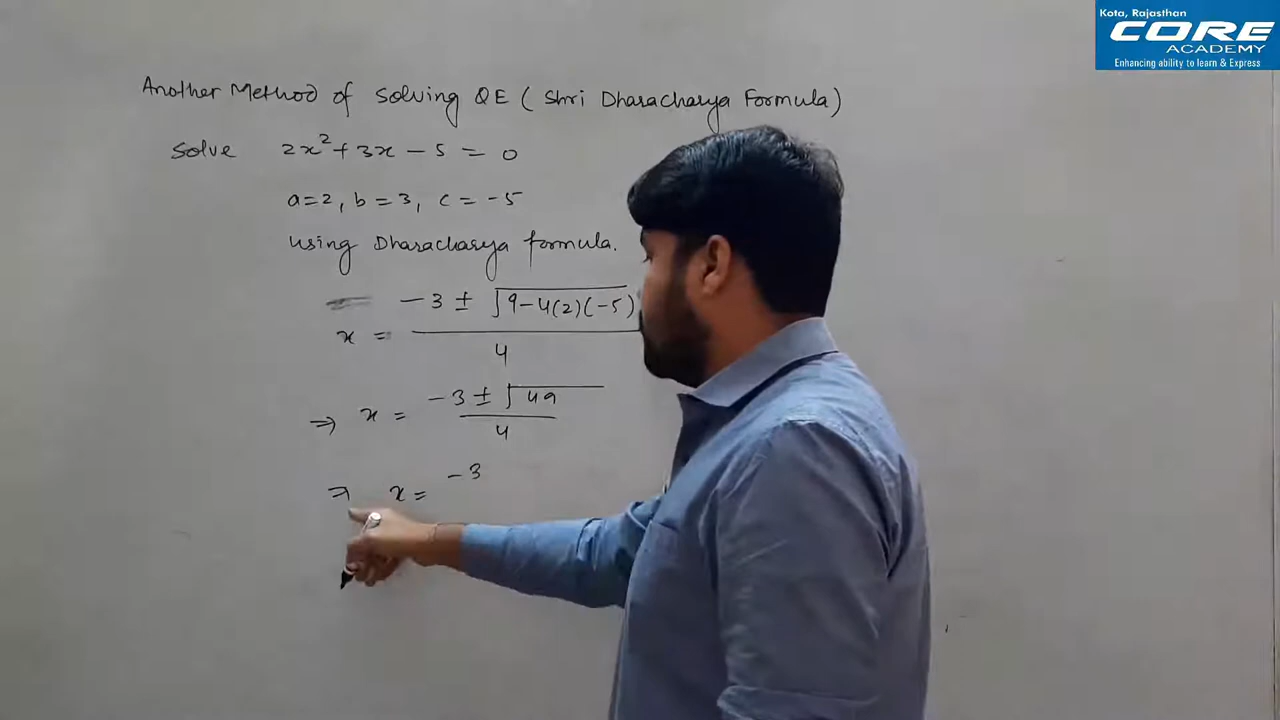 Kota, Rajasthan
CORE
ACADEMY
Enhancing ability to learn & Express
Another Method of solving QE ( Shri Dharacharya Formula)
Solve 2x² + 3x - 5 = 0
a=2, b=3, c=-5
using Dharacharya formula.
x = (-3 ± √(9-4(2)(-5))) / 4
⇒ x = (-3 ± √49) / 4
⇒ x = -3